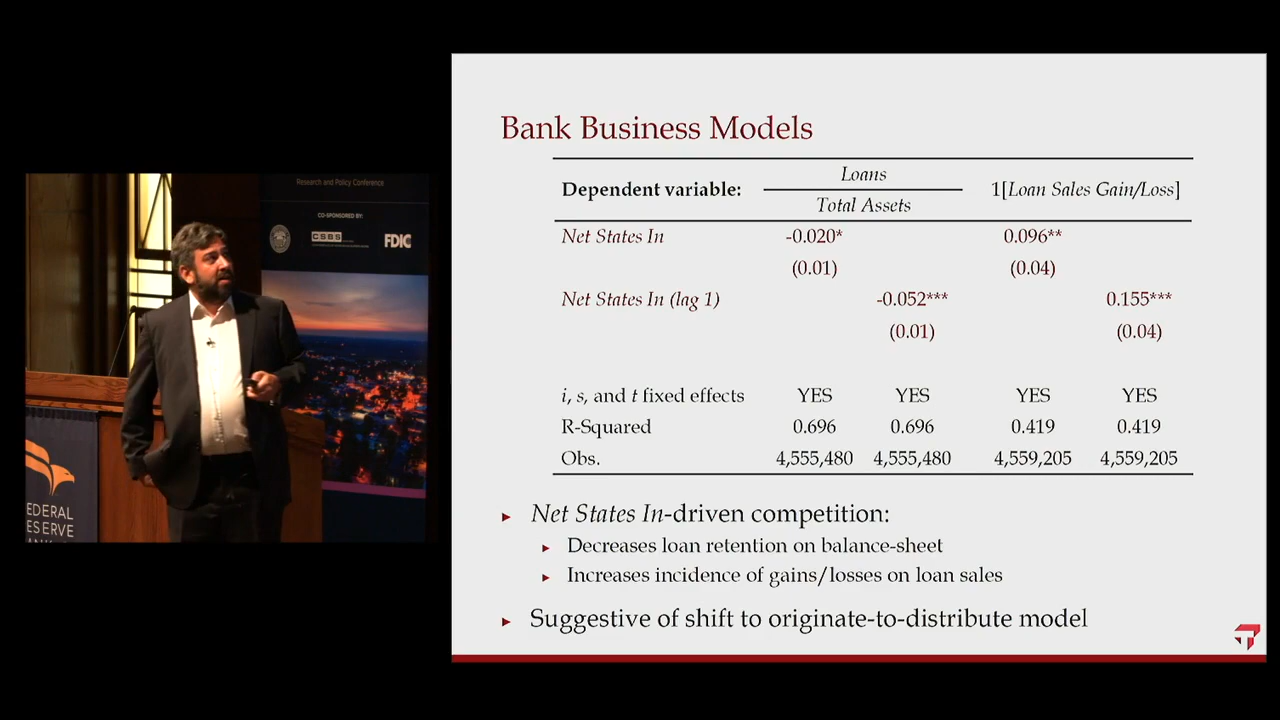 Research and Policy Conference
CO-SPONSORED BY:
CSBS
FDIC
EDERAL
ESERVE
Bank Business Models
Dependent variable:
Loans
Total Assets
1[Loan Sales Gain/Loss]
Net States In -0.020* 0.096**
(0.01) (0.04)
Net States In (lag 1) -0.052*** 0.155***
(0.01) (0.04)
i, s, and t fixed effects YES YES YES YES
R-Squared 0.696 0.696 0.419 0.419
Obs. 4,555,480 4,555,480 4,559,205 4,559,205
Net States In-driven competition:
Decreases loan retention on balance-sheet
Increases incidence of gains/losses on loan sales
Suggestive of shift to originate-to-distribute model